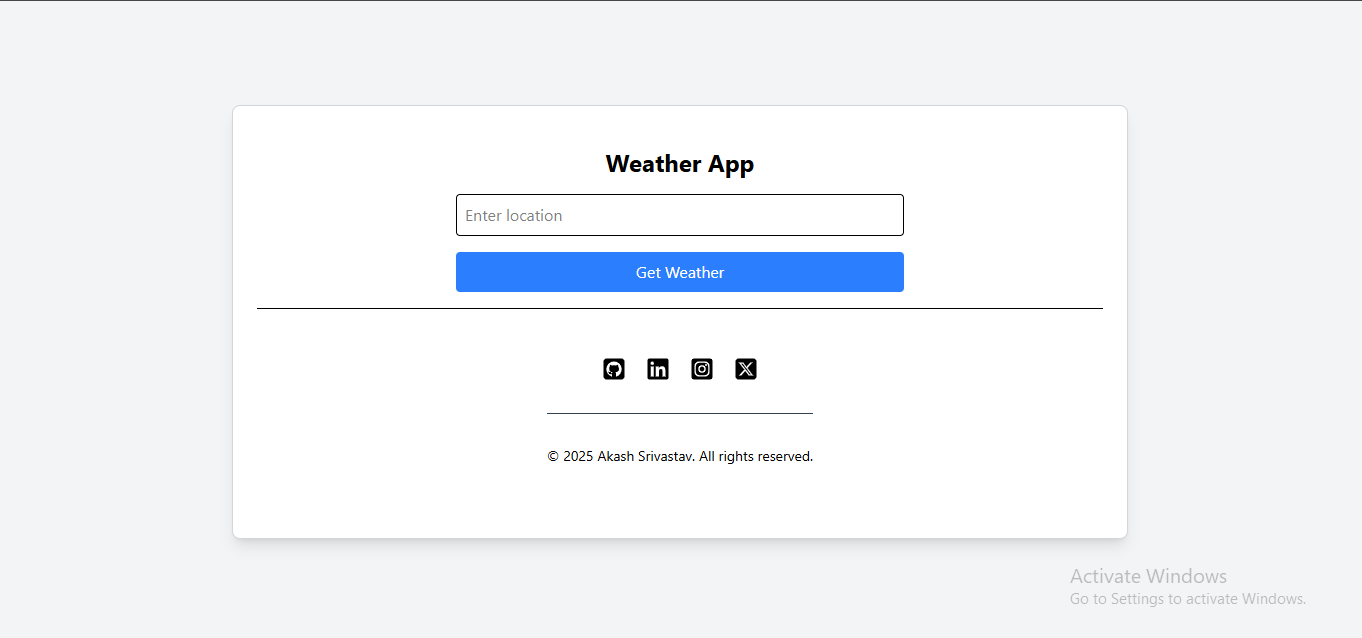 Weather App
Enter location
Get Weather
© 2025 Akash Srivastav. All rights reserved.
Activate Windows
Go to Settings to activate Windows.